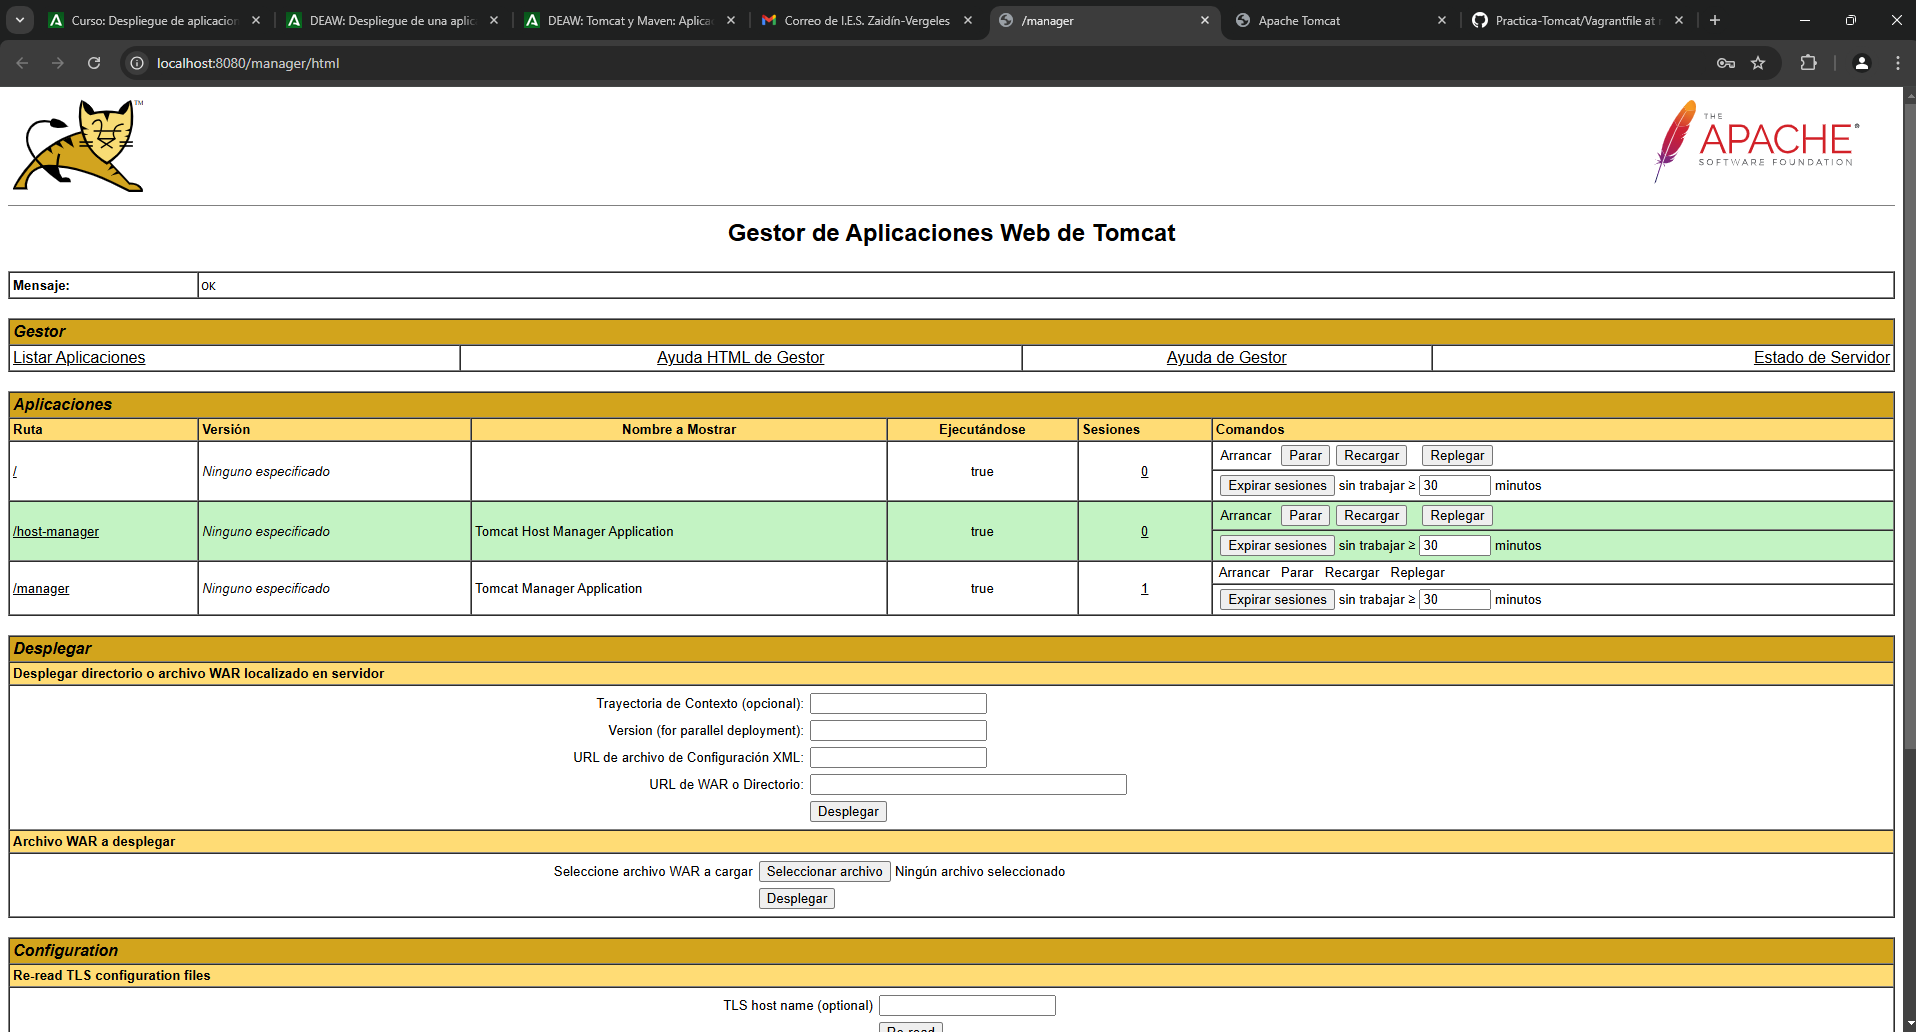 Curso: Despliegue de aplicacion
DEAW: Despliegue de una aplic
DEAW: Tomcat y Maven: Aplica
Correo de I.E.S. Zaidín-Vergeles
/manager
Apache Tomcat
Practica-Tomcat/Vagrantfile at
localhost:8080/manager/html
TM
THE
APACHE®
SOFTWARE FOUNDATION
Gestor de Aplicaciones Web de Tomcat
Mensaje: OK
Gestor
Listar Aplicaciones Ayuda HTML de Gestor Ayuda de Gestor Estado de Servidor
Aplicaciones
Ruta Versión Nombre a Mostrar Ejecutándose Sesiones Comandos
Arrancar Parar Recargar Replegar
/ Ninguno especificado true 0
Expirar sesiones sin trabajar ≥ 30 minutos
Arrancar Parar Recargar Replegar
/host-manager Ninguno especificado Tomcat Host Manager Application true 0
Expirar sesiones sin trabajar ≥ 30 minutos
Arrancar Parar Recargar Replegar
/manager Ninguno especificado Tomcat Manager Application true 1
Expirar sesiones sin trabajar ≥ 30 minutos
Desplegar
Desplegar directorio o archivo WAR localizado en servidor
Trayectoria de Contexto (opcional):
Version (for parallel deployment):
URL de archivo de Configuración XML:
URL de WAR o Directorio:
Desplegar
Archivo WAR a desplegar
Seleccione archivo WAR a cargar Seleccionar archivo Ningún archivo seleccionado
Desplegar
Configuration
Re-read TLS configuration files
TLS host name (optional)
Re-read